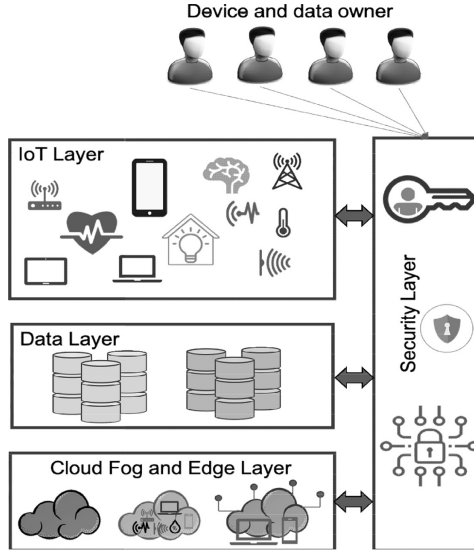 Device and data owner
IoT Layer
Security Layer
Data Layer
Cloud Fog and Edge Layer